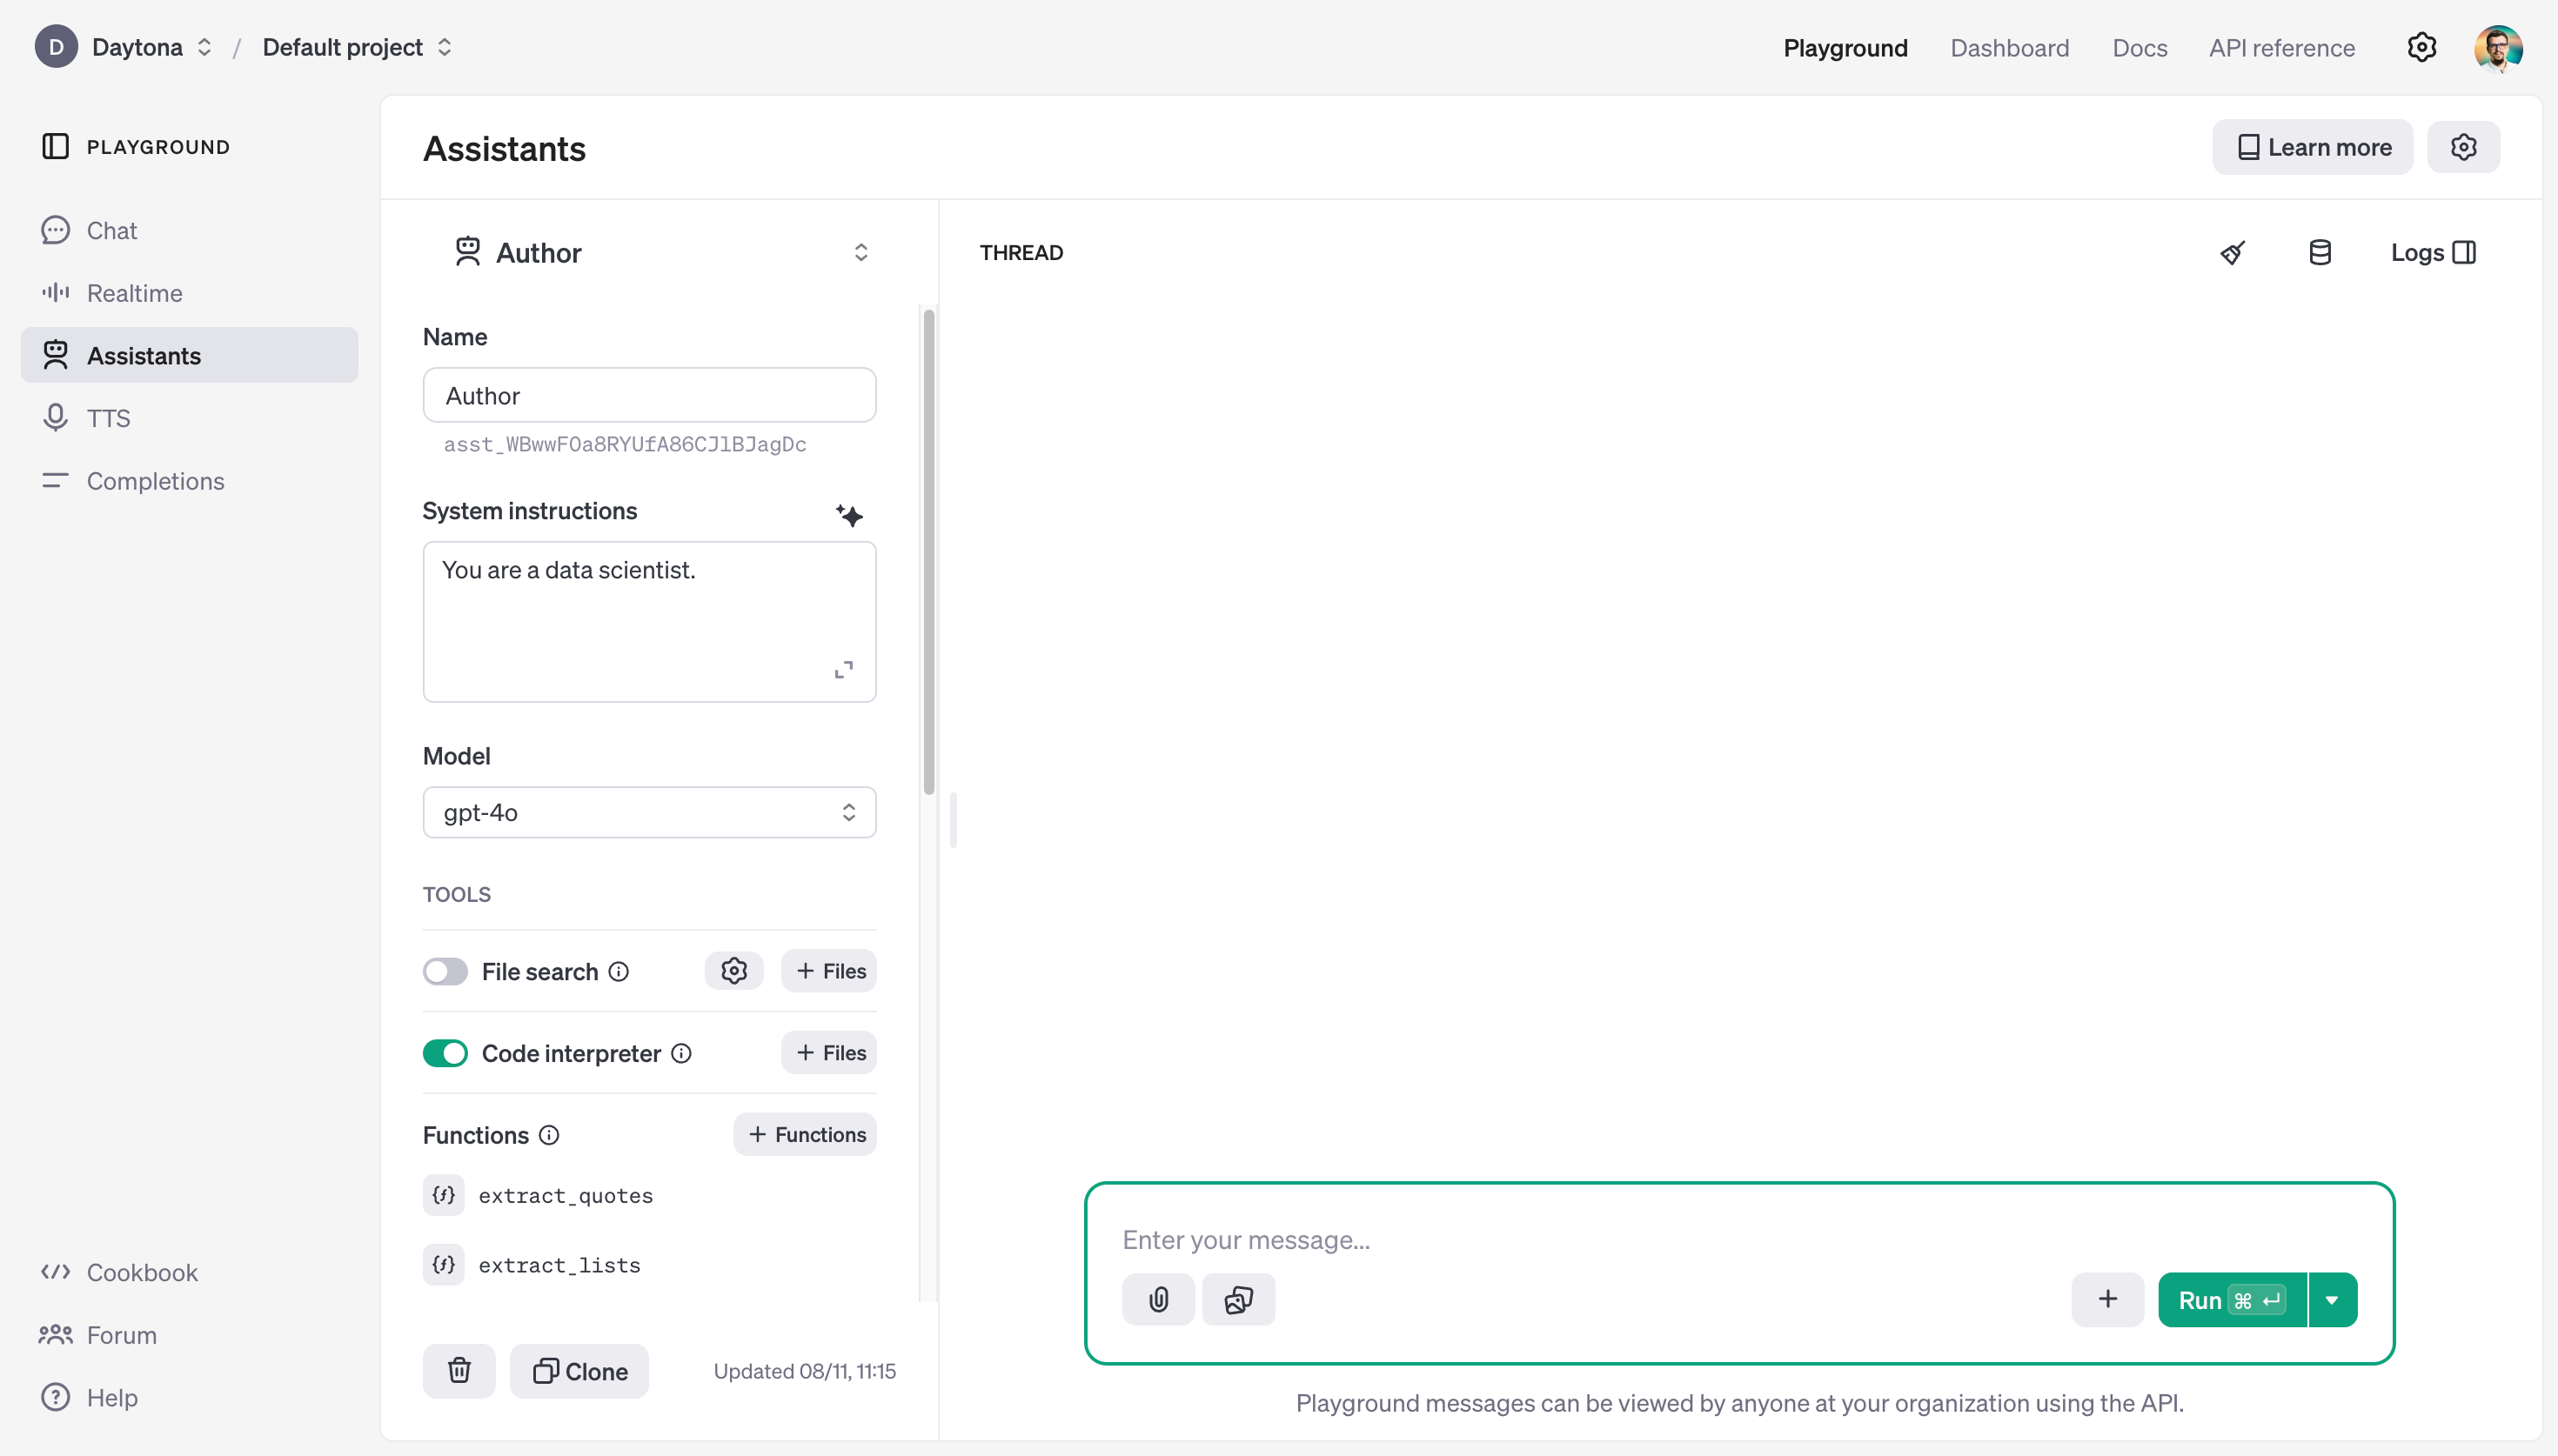 D Daytona / Default project
Playground Dashboard Docs API reference
PLAYGROUND
Chat
Realtime
Assistants
TTS
Completions
Cookbook
Forum
Help
Assistants
Learn more
Author
Name
Author
asst_WBwwFOa8RYUfA86CJlBJagDc
System instructions
You are a data scientist.
Model
gpt-4o
TOOLS
File search + Files
Code interpreter + Files
Functions + Functions
extract_quotes
extract_lists
Clone Updated 08/11, 11:15
THREAD
Logs
Enter your message...
Run ⌘ ↵
Playground messages can be viewed by anyone at your organization using the API.